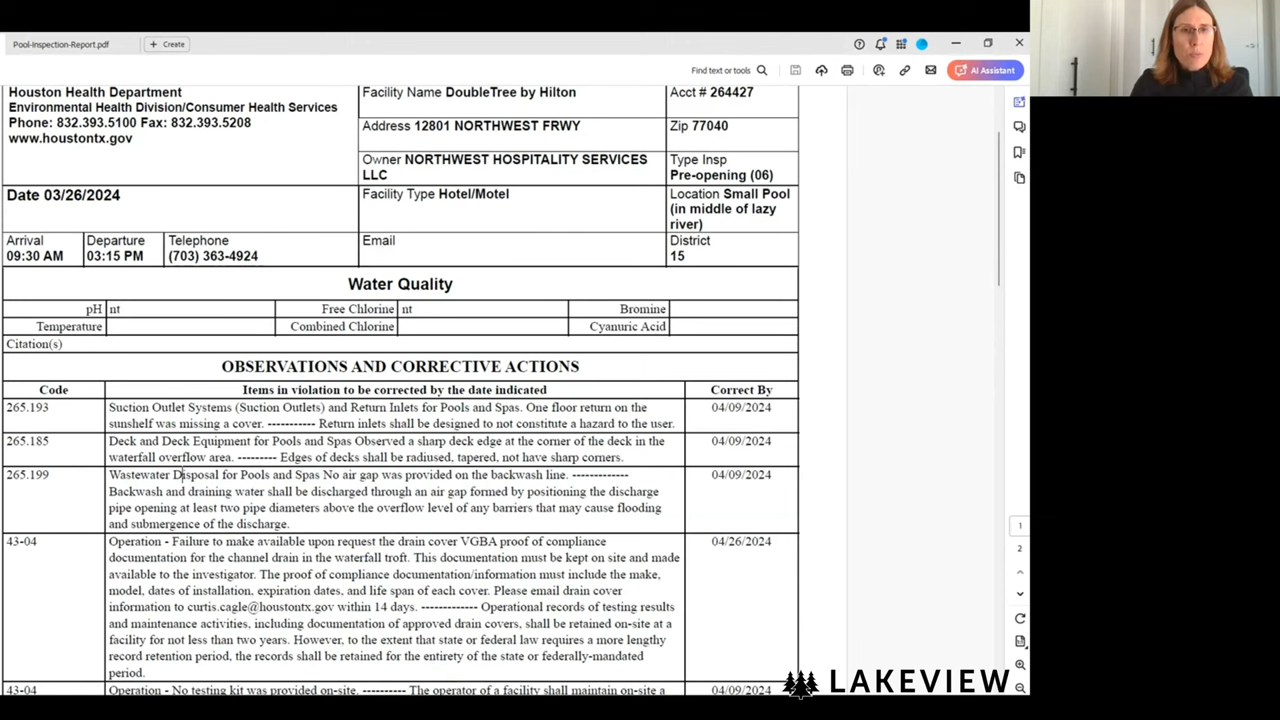 Pool-Inspection-Report.pdf
+ Create
Find text or tools
AI Assistant
Houston Health Department
Environmental Health Division/Consumer Health Services
Phone: 832.393.5100 Fax: 832.393.5208
www.houstontx.gov
Facility Name DoubleTree by Hilton
Acct # 264427
Address 12801 NORTHWEST FRWY
Zip 77040
Owner NORTHWEST HOSPITALITY SERVICES
LLC
Type Insp
Pre-opening (06)
Date 03/26/2024
Facility Type Hotel/Motel
Location Small Pool
(in middle of lazy
river)
Arrival
09:30 AM
Departure
03:15 PM
Telephone
(703) 363-4924
Email
District
15
Water Quality
pH nt Free Chlorine nt Bromine
Temperature Combined Chlorine Cyanuric Acid
Citation(s)
OBSERVATIONS AND CORRECTIVE ACTIONS
Code Items in violation to be corrected by the date indicated Correct By
265.193 Suction Outlet Systems (Suction Outlets) and Return Inlets for Pools and Spas. One floor return on the 04/09/2024
sunshelf was missing a cover. ----------- Return inlets shall be designed to not constitute a hazard to the user.
265.185 Deck and Deck Equipment for Pools and Spas Observed a sharp deck edge at the corner of the deck in the 04/09/2024
waterfall overflow area. --------- Edges of decks shall be radiused, tapered, not have sharp corners.
265.199 Wastewater Disposal for Pools and Spas No air gap was provided on the backwash line. ------------- 04/09/2024
Backwash and draining water shall be discharged through an air gap formed by positioning the discharge
pipe opening at least two pipe diameters above the overflow level of any barriers that may cause flooding
and submergence of the discharge.
43-04 Operation - Failure to make available upon request the drain cover VGBA proof of compliance 04/26/2024
documentation for the channel drain in the waterfall troft. This documentation must be kept on site and made
available to the investigator. The proof of compliance documentation/information must include the make,
model, dates of installation, expiration dates, and life span of each cover. Please email drain cover
information to curtis.cagle@houstontx.gov within 14 days. ------------- Operational records of testing results
and maintenance activities, including documentation of approved drain covers, shall be retained on-site at a
facility for not less than two years. However, to the extent that state or federal law requires a more lengthy
record retention period, the records shall be retained for the entirety of the state or federally-mandated
period.
43-04 Operation - No testing kit was provided on-site. ---------- The operator of a facility shall maintain on-site a 04/09/2024
1
2
LAKEVIEW